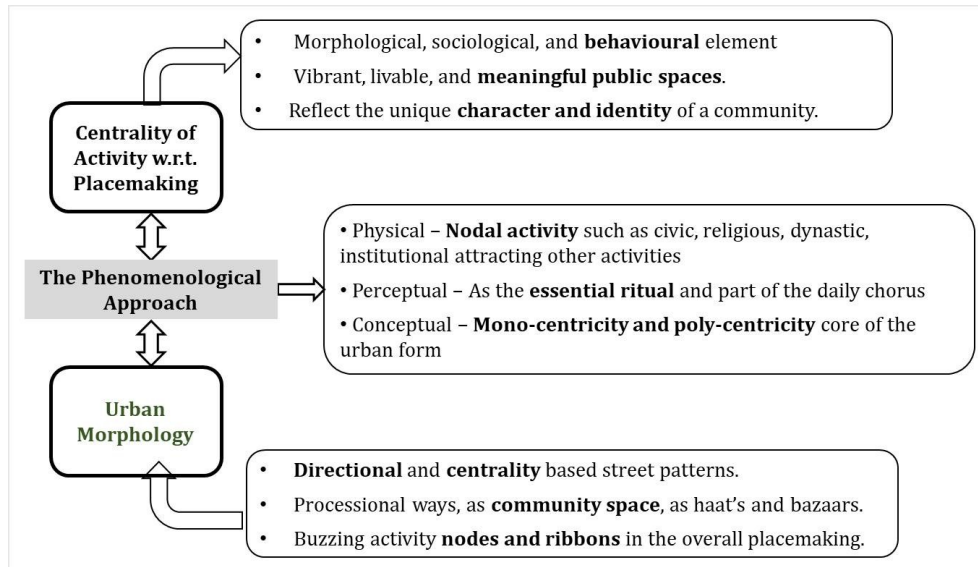 • Morphological, sociological, and behavioural element
• Vibrant, livable, and meaningful public spaces.
• Reflect the unique character and identity of a community.
Centrality of
Activity w.r.t.
Placemaking
The Phenomenological
Approach
• Physical – Nodal activity such as civic, religious, dynastic,
institutional attracting other activities
• Perceptual – As the essential ritual and part of the daily chorus
• Conceptual – Mono-centricity and poly-centricity core of the
urban form
Urban
Morphology
• Directional and centrality based street patterns.
• Processional ways, as community space, as haat's and bazaars.
• Buzzing activity nodes and ribbons in the overall placemaking.